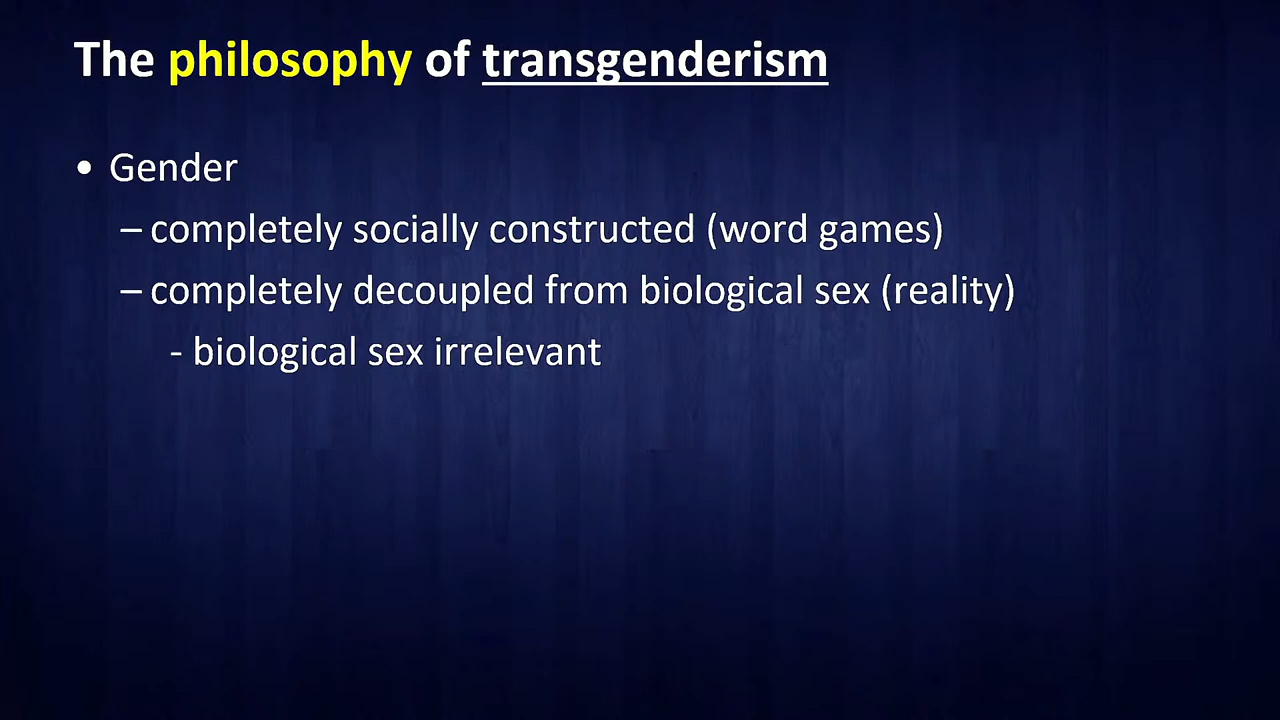 The philosophy of transgenderism
• Gender
– completely socially constructed (word games)
– completely decoupled from biological sex (reality)
- biological sex irrelevant